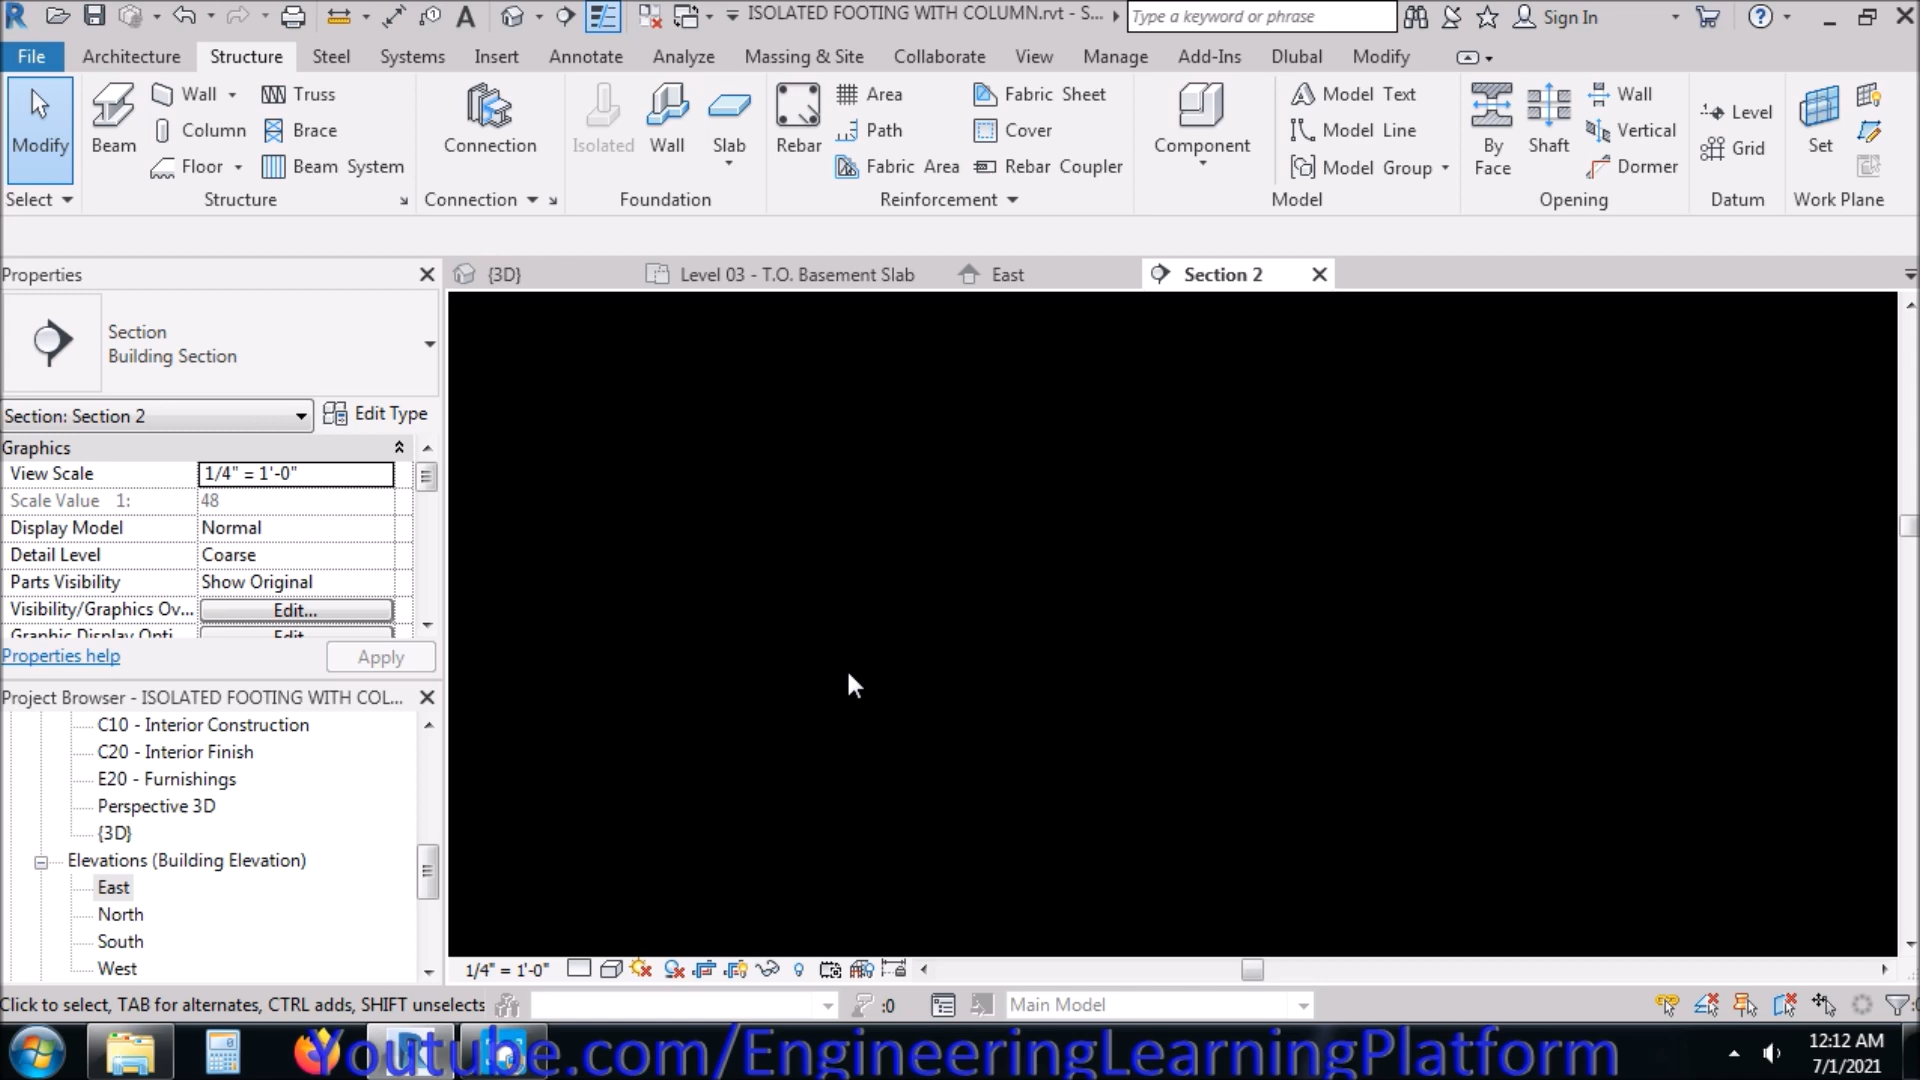 ISOLATED FOOTING WITH COLUMN.rvt - S...
Type a keyword or phrase
Sign In
File Architecture Structure Steel Systems Insert Annotate Analyze Massing & Site Collaborate View Manage Add-Ins Dlubal Modify
Wall Truss Area Fabric Sheet Model Text Wall Level
Column Brace Path Cover Model Line Vertical Grid
Modify Beam Connection Isolated Wall Slab Rebar Component By Face Shaft Set
Floor Beam System Fabric Area Rebar Coupler Model Group Dormer
Select Structure Connection Foundation Reinforcement Model Opening Datum Work Plane
Properties
{3D} Level 03 - T.O. Basement Slab East Section 2
Section
Building Section
Section: Section 2 Edit Type
Graphics
View Scale 1/4" = 1'-0"
Scale Value 1: 48
Display Model Normal
Detail Level Coarse
Parts Visibility Show Original
Visibility/Graphics Ov... Edit...
Graphic Display Opti Edit
Properties help Apply
Project Browser - ISOLATED FOOTING WITH COL...
C10 - Interior Construction
C20 - Interior Finish
E20 - Furnishings
Perspective 3D
{3D}
Elevations (Building Elevation)
East
North
South
West
1/4" = 1'-0"
Click to select, TAB for alternates, CTRL adds, SHIFT unselects :0 Main Model
Youtube.com/EngineeringLearningPlatform
12:12 AM
7/1/2021